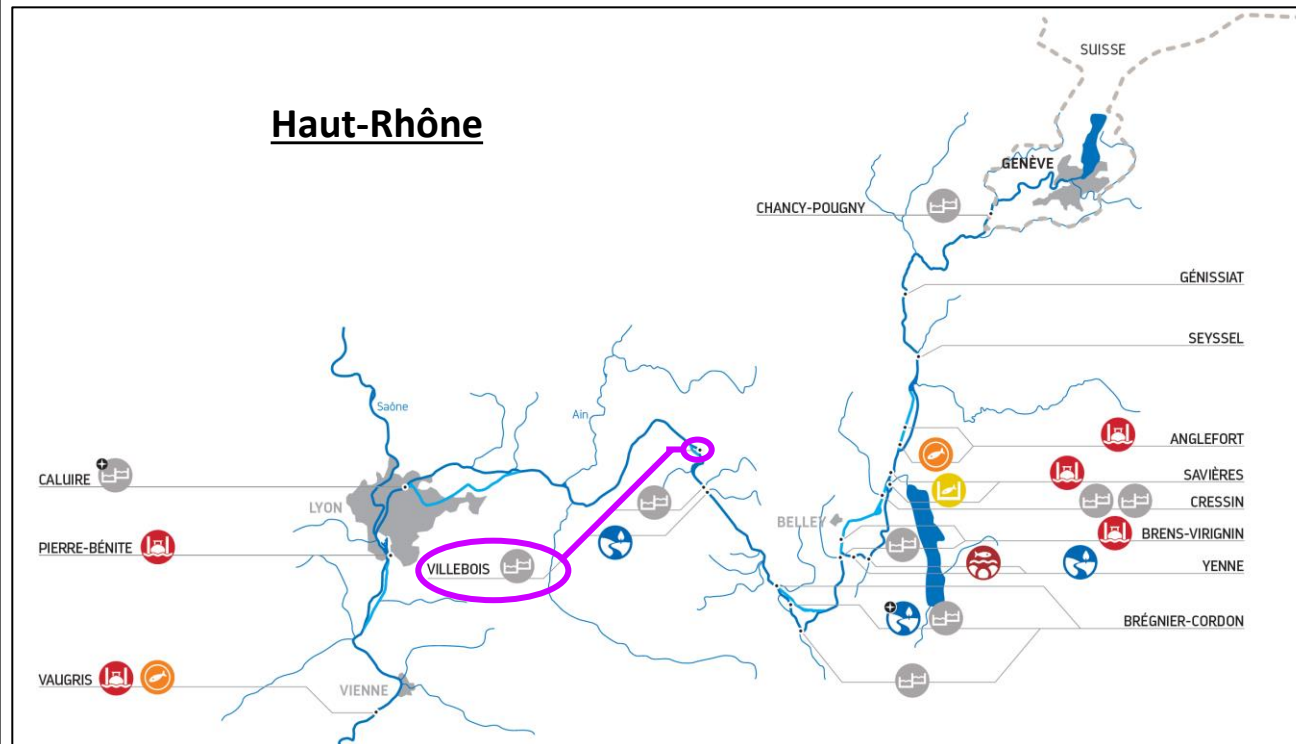 SUISSE
Haut-Rhône
GENÈVE
CHANCY-POUGNY
GÉNISSIAT
SEYSSEL
Saône
Ain
ANGLEFORT
CALUIRE
SAVIÈRES
LYON
CRESSIN
BELLEY
BRENS-VIRIGNIN
PIERRE-BÉNITE
VILLEBOIS
YENNE
BRÉGNIER-CORDON
VAUGRIS
VIENNE